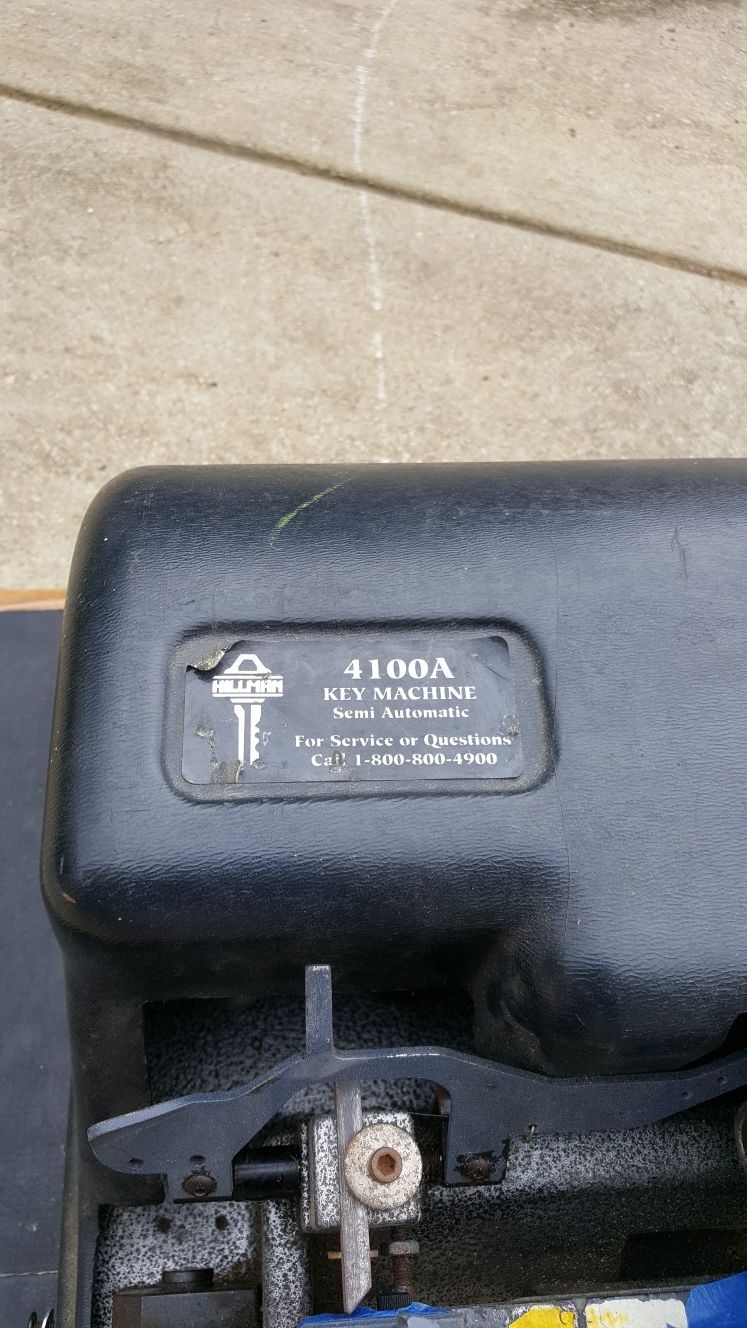 HILLMAN
4100A
KEY MACHINE
Semi Automatic
For Service or Questions
Call 1-800-800-4900